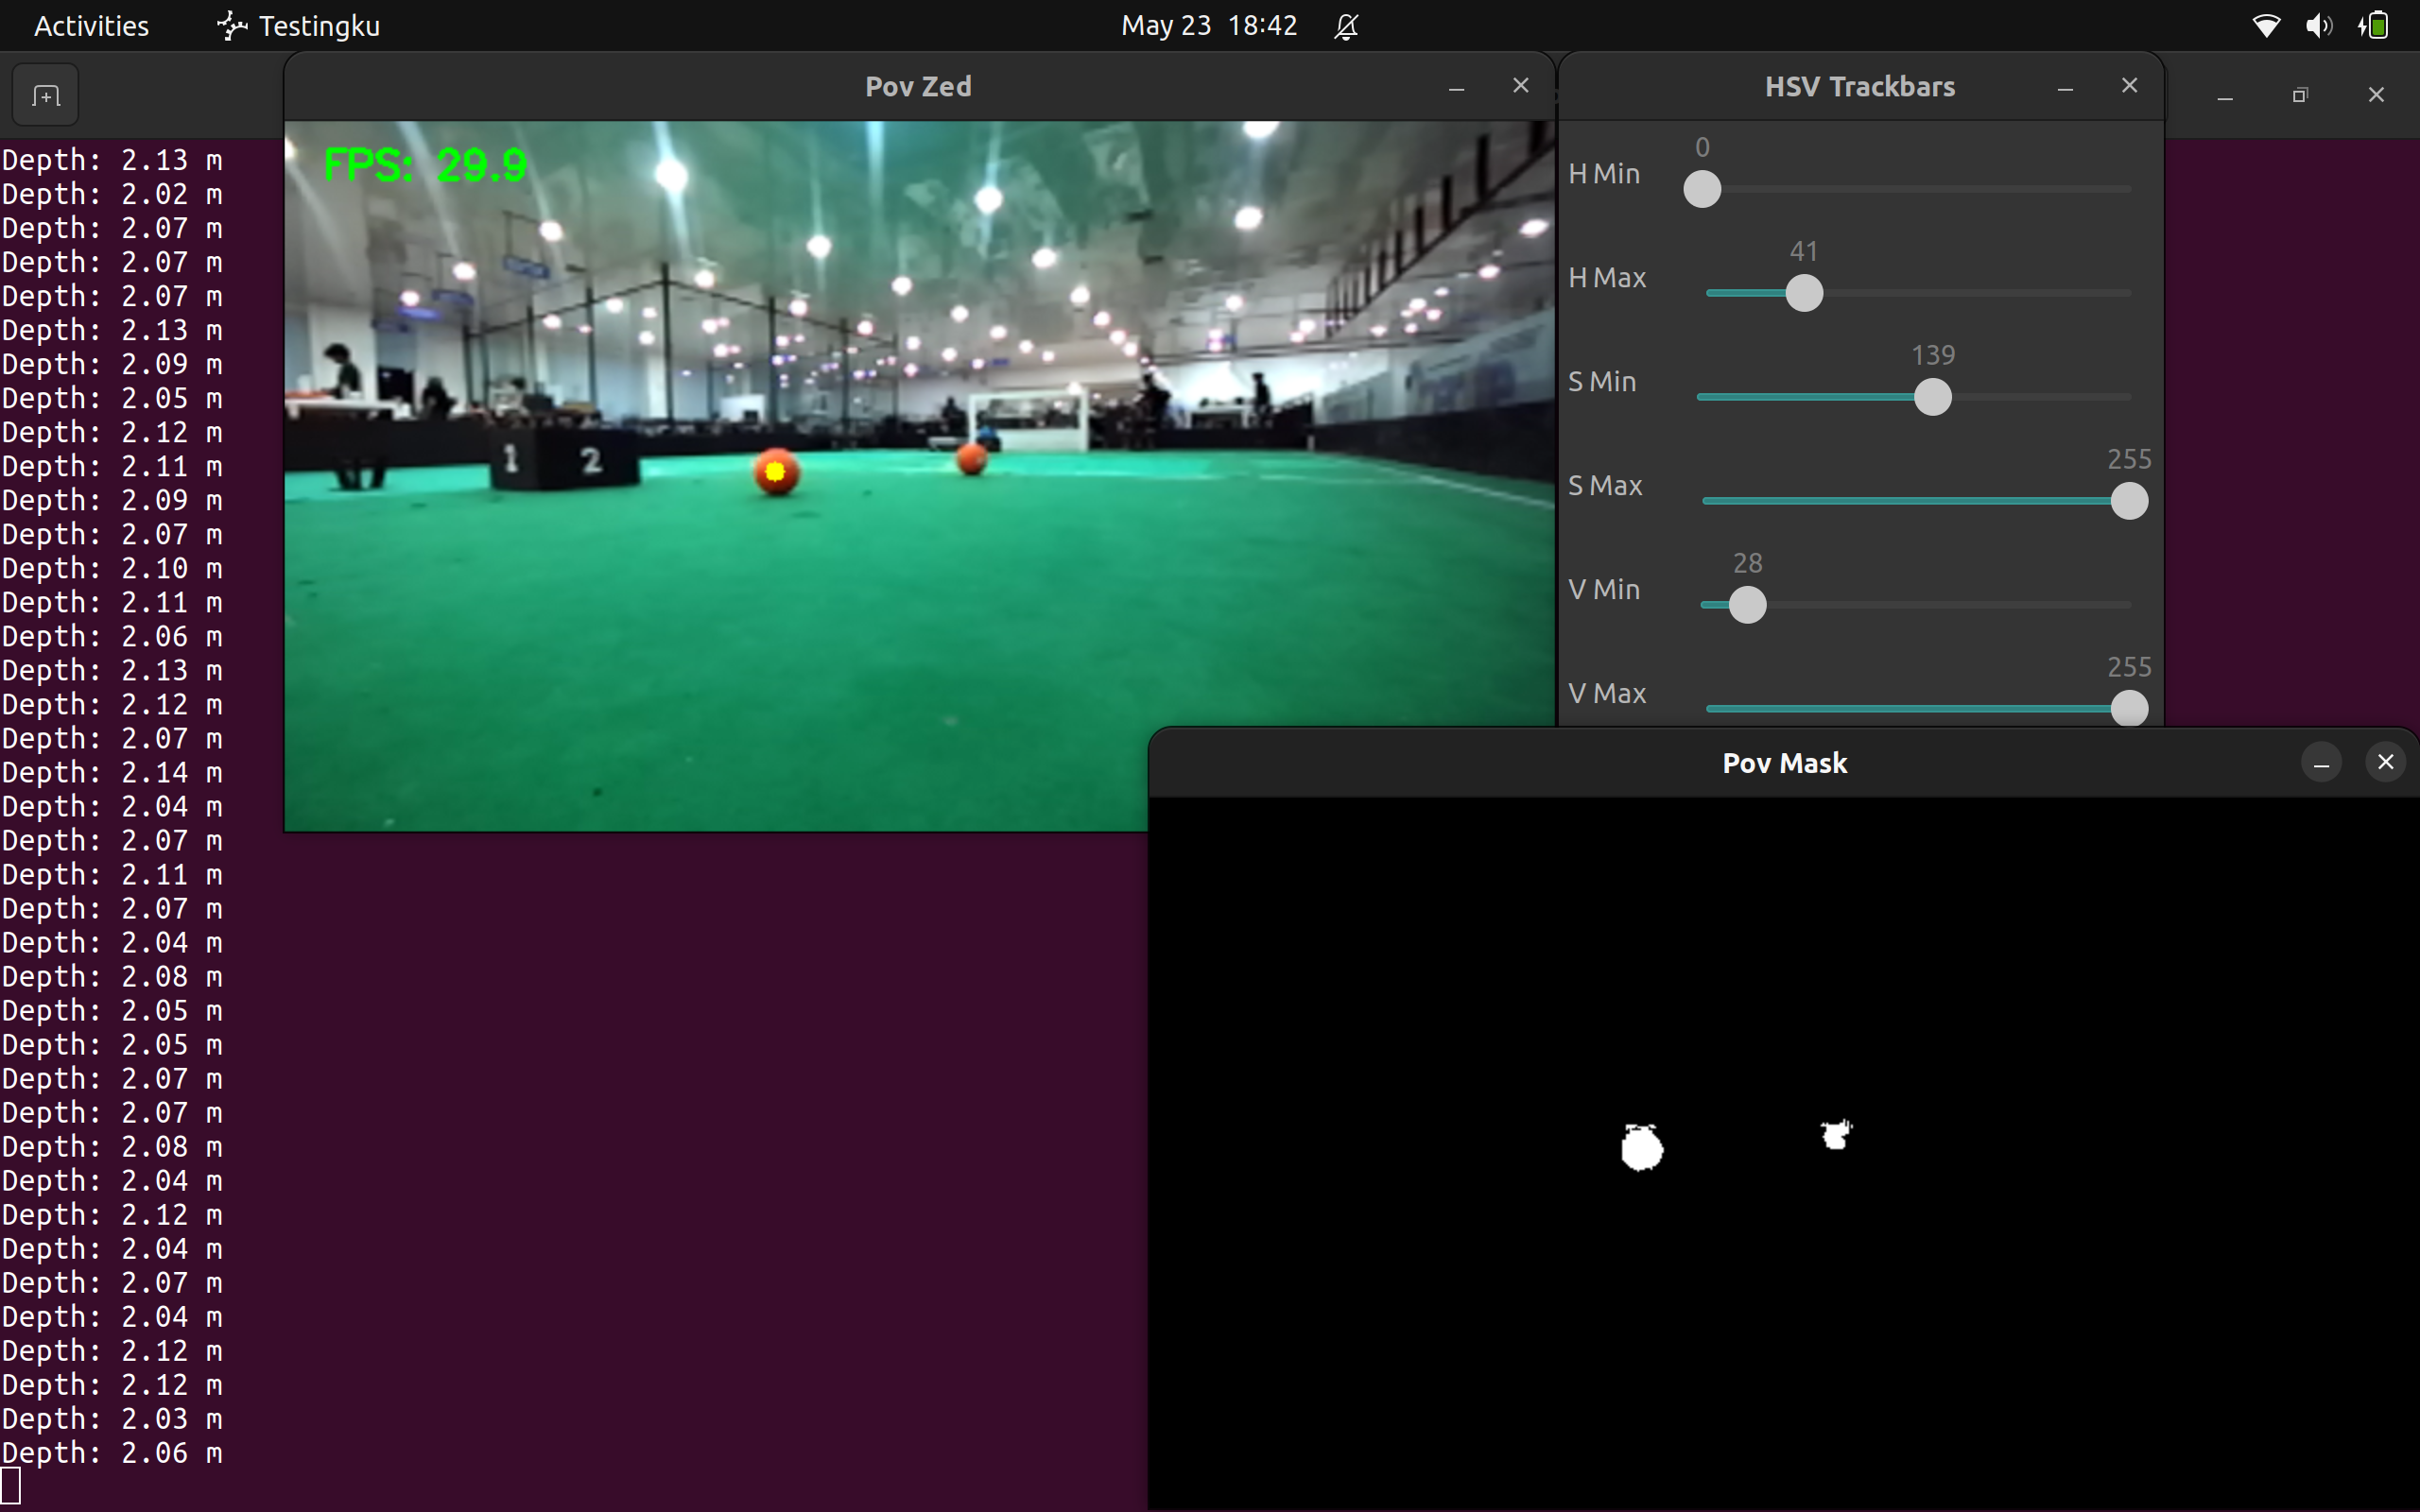 Activities Testingku May 23 18:42
Pov Zed
HSV Trackbars
FPS: 29.9
1 2
H Min 0
H Max 41
S Min 139
S Max 255
V Min 28
V Max 255
Pov Mask
Depth: 2.13 m
Depth: 2.02 m
Depth: 2.07 m
Depth: 2.07 m
Depth: 2.07 m
Depth: 2.13 m
Depth: 2.09 m
Depth: 2.05 m
Depth: 2.12 m
Depth: 2.11 m
Depth: 2.09 m
Depth: 2.07 m
Depth: 2.10 m
Depth: 2.11 m
Depth: 2.06 m
Depth: 2.13 m
Depth: 2.12 m
Depth: 2.07 m
Depth: 2.14 m
Depth: 2.04 m
Depth: 2.07 m
Depth: 2.11 m
Depth: 2.07 m
Depth: 2.04 m
Depth: 2.08 m
Depth: 2.05 m
Depth: 2.05 m
Depth: 2.07 m
Depth: 2.07 m
Depth: 2.08 m
Depth: 2.04 m
Depth: 2.12 m
Depth: 2.04 m
Depth: 2.07 m
Depth: 2.04 m
Depth: 2.12 m
Depth: 2.12 m
Depth: 2.03 m
Depth: 2.06 m